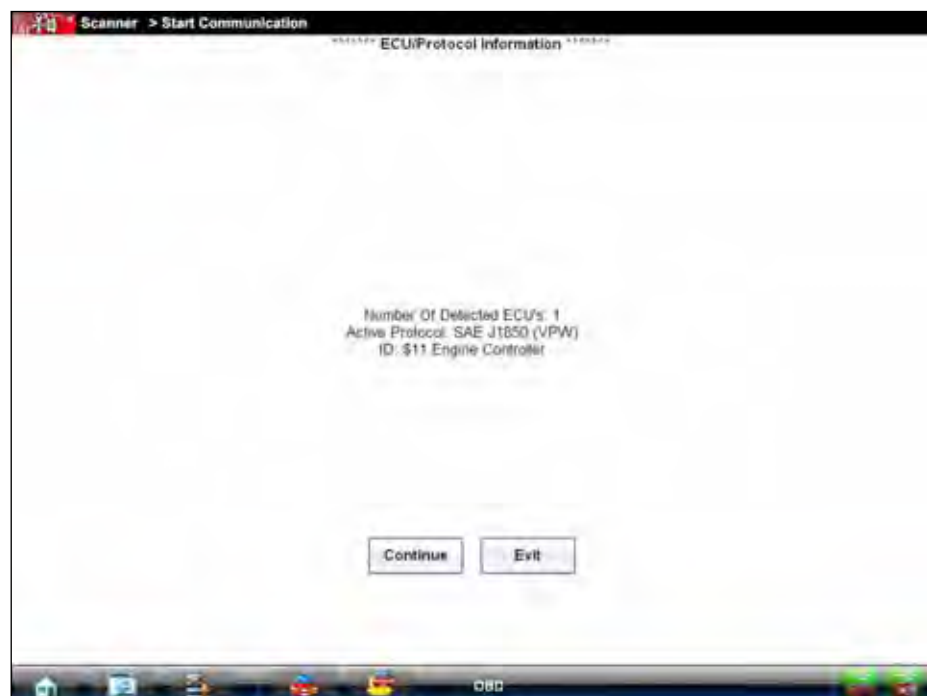 Scanner > Start Communication
******* ECU/Protocol Information *******
Number Of Detected ECU's: 1
Active Protocol: SAE J1850 (VPW)
ID: $11 Engine Controller
Continue
Exit
OBD